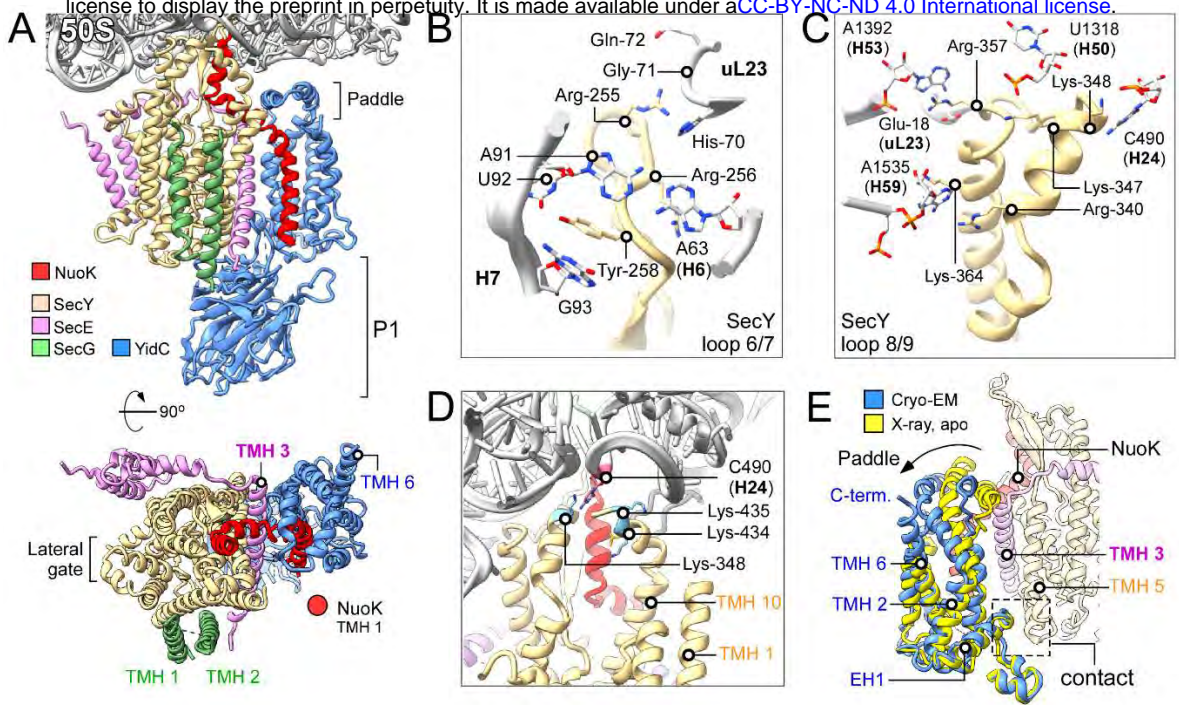 license to display the preprint in perpetuity. It is made available under aCC-BY-NC-ND 4.0 International license.
A
50S
Paddle
NuoK
SecY
SecE
SecG
YidC
P1
90º
TMH 3
TMH 6
Lateral
gate
NuoK
TMH 1
TMH 1
TMH 2
B
Gln-72
Gly-71
uL23
Arg-255
His-70
A91
U92
Arg-256
A63
(H6)
Tyr-258
H7
G93
SecY
loop 6/7
C
A1392
(H53)
Arg-357
U1318
(H50)
Lys-348
Glu-18
(uL23)
C490
(H24)
A1535
(H59)
Lys-347
Arg-340
Lys-364
SecY
loop 8/9
D
C490
(H24)
Lys-435
Lys-434
Lys-348
TMH 10
TMH 1
E
Cryo-EM
X-ray, apo
NuoK
Paddle
C-term.
TMH 3
TMH 6
TMH 5
TMH 2
EH1
contact